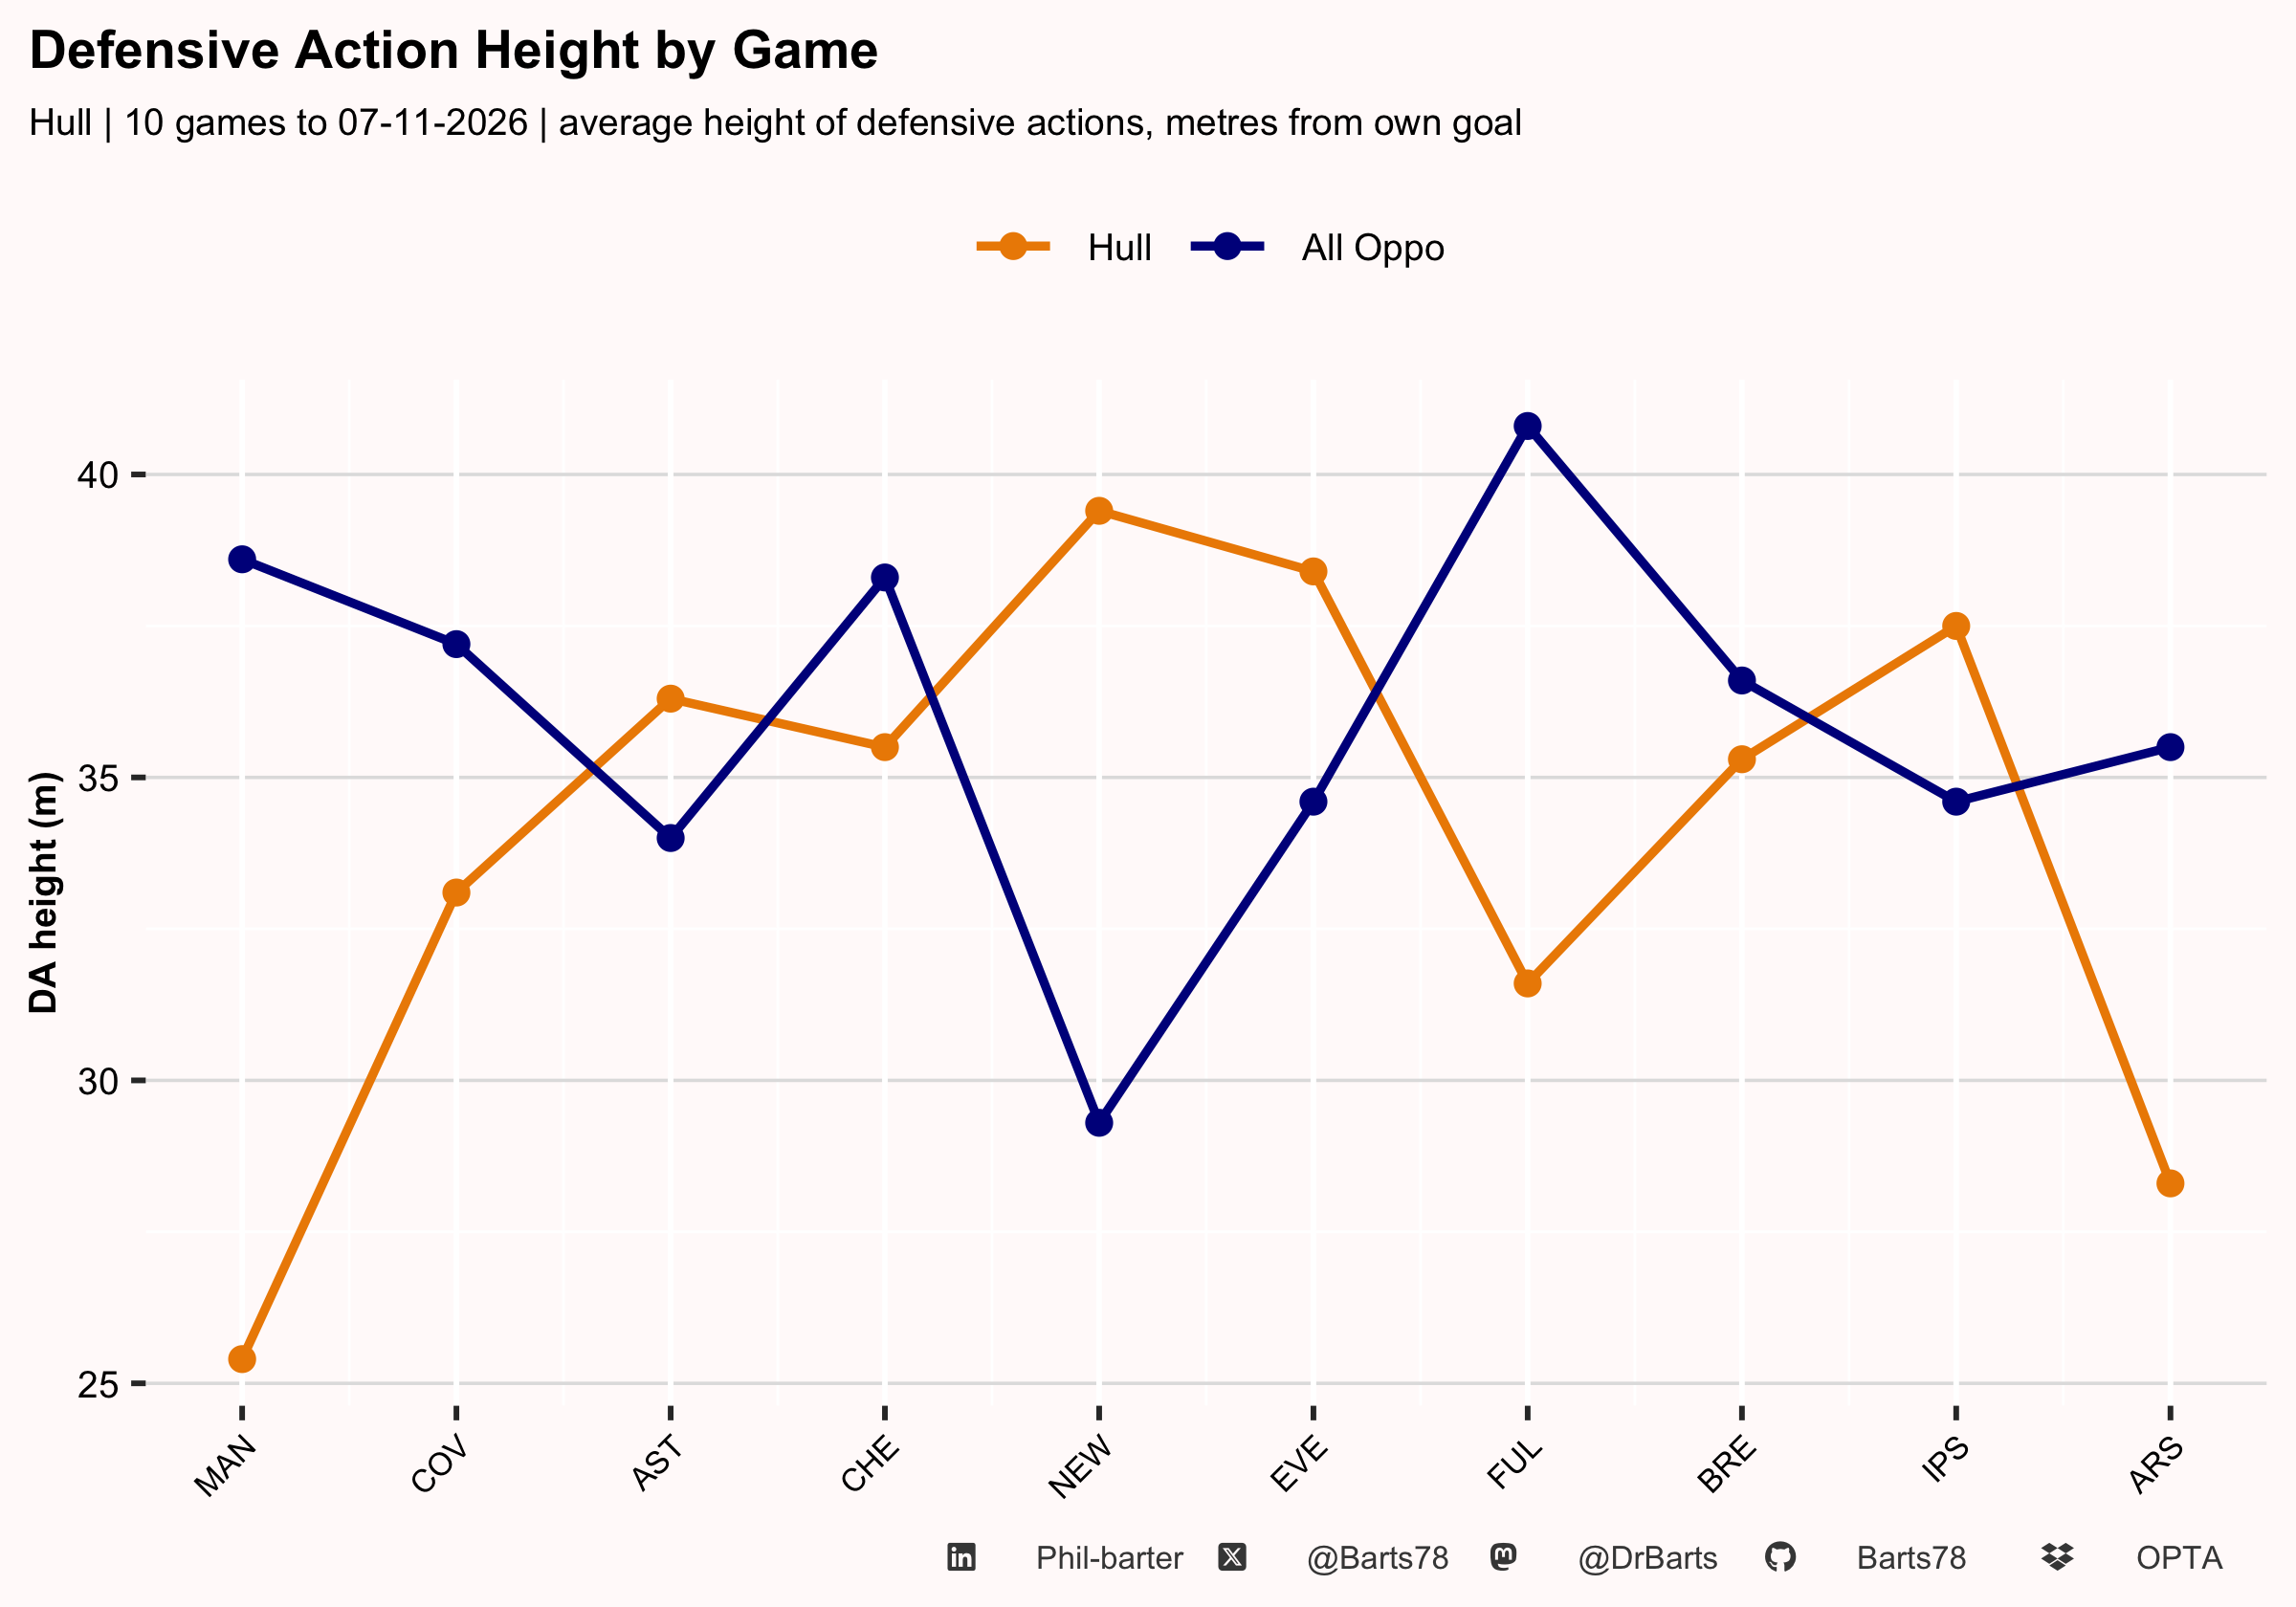 Defensive Action Height by Game
Hull | 10 games to 07-11-2026 | average height of defensive actions, metres from own goal
Hull All Oppo
DA height (m)
40
35
30
25
MAN COV AST CHE NEW EVE FUL BRE IPS ARS
Phil-barter @Barts78 @DrBarts Barts78 OPTA